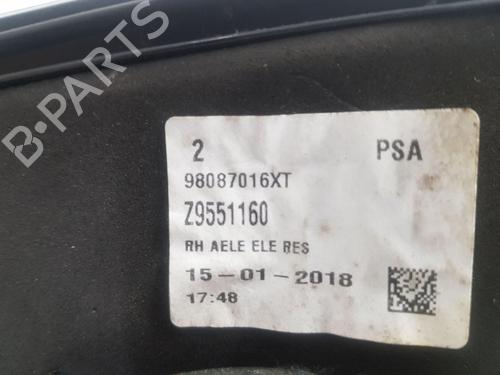 B-PARTS
2 PSA
98087016XT
Z9551160
RH AELE ELE RES
15-01-2018
17:48